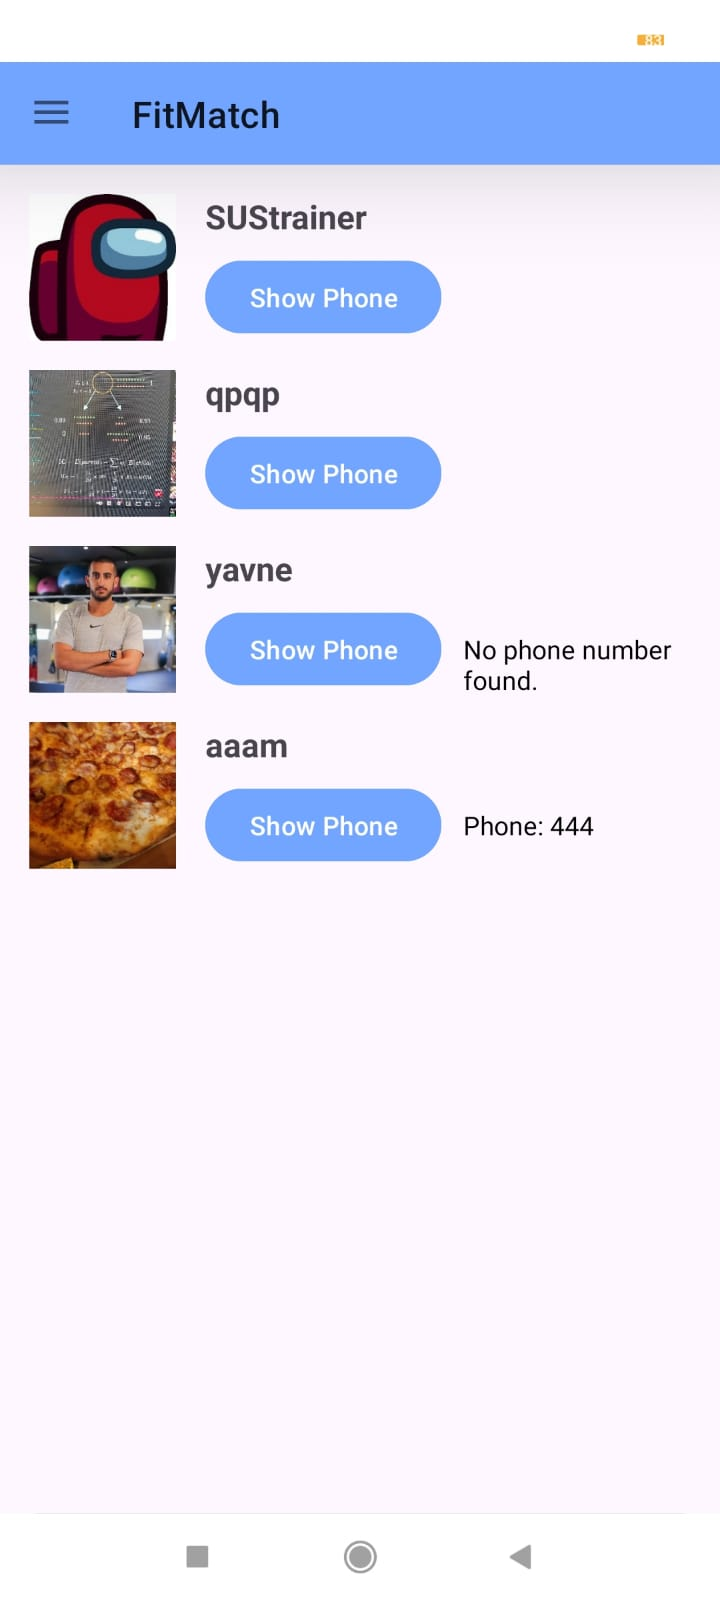 83
FitMatch
SUStrainer
Show Phone
qpqp
Show Phone
yavne
Show Phone
No phone number
found.
aaam
Show Phone
Phone: 444